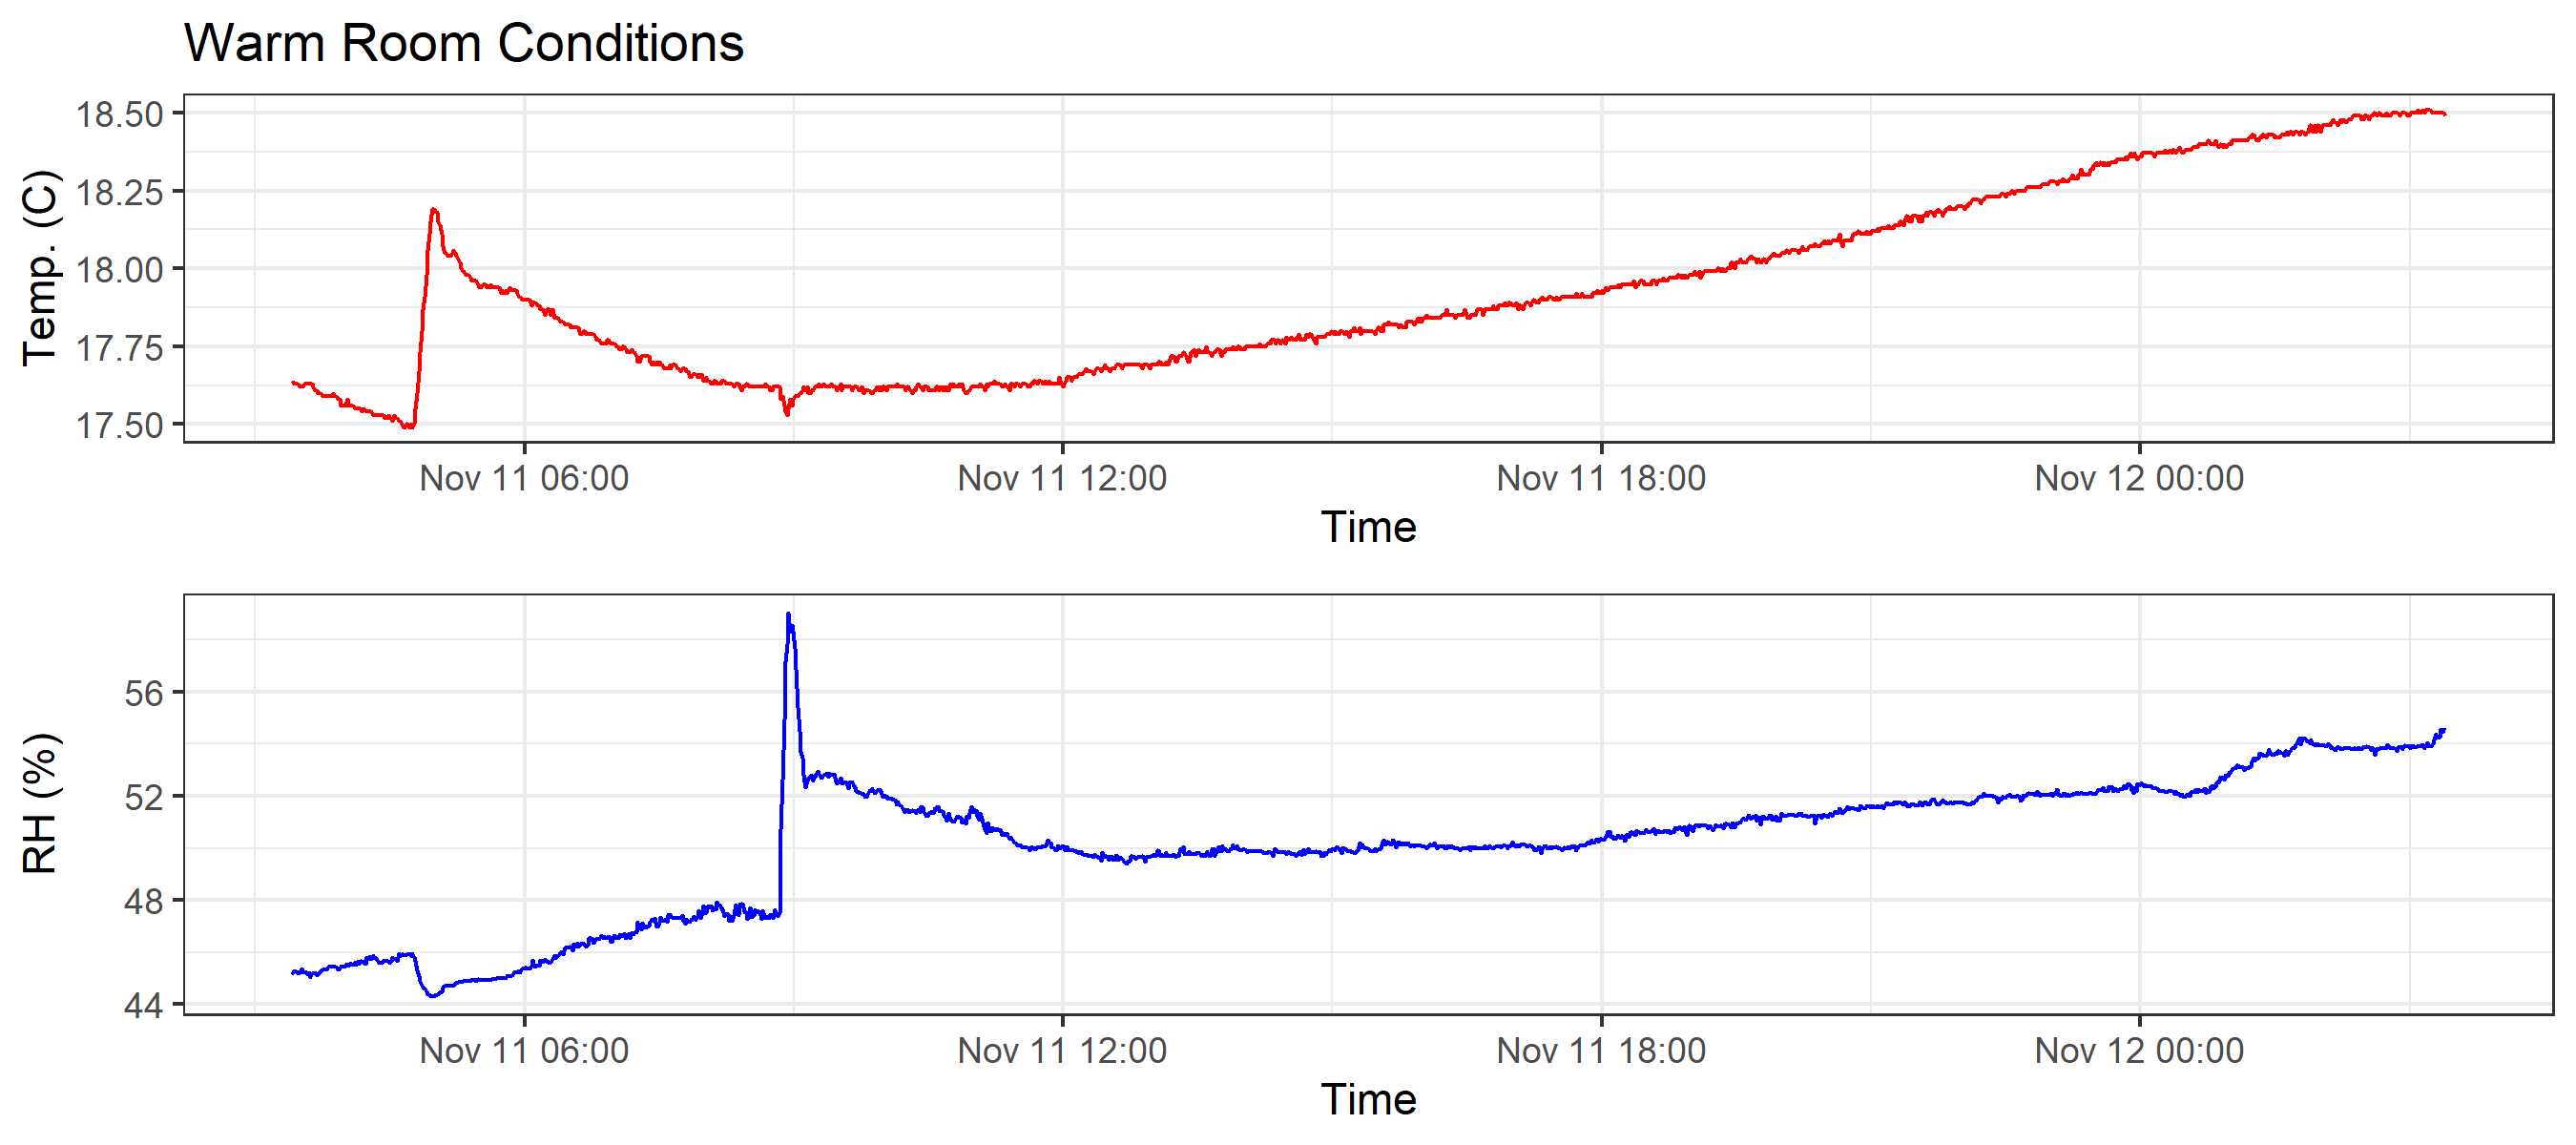 Warm Room Conditions
Temp. (C)
18.50
18.25
18.00
17.75
17.50
Nov 11 06:00 Nov 11 12:00 Nov 11 18:00 Nov 12 00:00
Time
RH (%)
56
52
48
44
Nov 11 06:00 Nov 11 12:00 Nov 11 18:00 Nov 12 00:00
Time